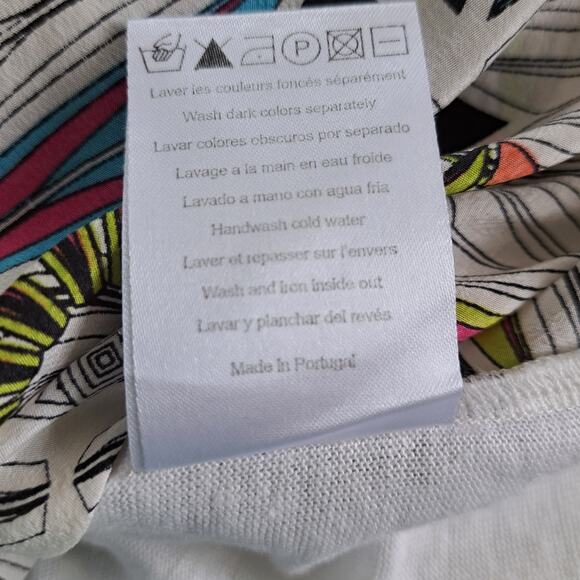 P
Laver les couleurs foncés séparément
Wash dark colors separately
Lavar colores obscuros por separado
Lavage a la main en eau froide
Lavado a mano con agua fria
Handwash cold water
Laver et repasser sur l'envers
Wash and iron inside out
Lavar y planchar del revés
Made In Portugal